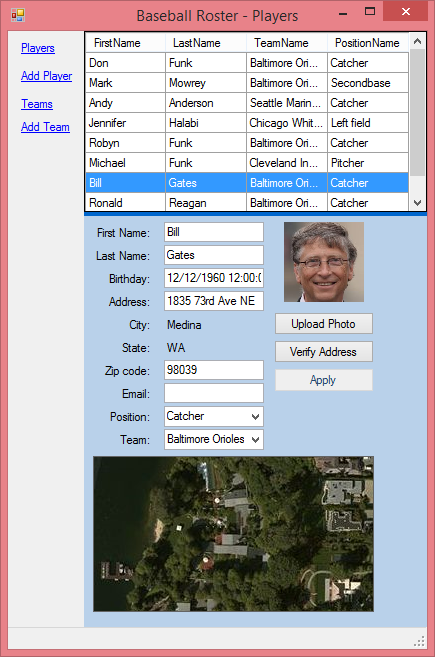 Baseball Roster - Players
Players
Add Player
Teams
Add Team
FirstName LastName TeamName PositionName
Don Funk Baltimore Ori... Catcher
Mark Mowrey Baltimore Ori... Secondbase
Andy Anderson Seattle Marin... Catcher
Jennifer Halabi Chicago Whit... Left field
Robyn Funk Baltimore Ori... Catcher
Michael Funk Cleveland In... Pitcher
Bill Gates Baltimore Ori... Catcher
Ronald Reagan Baltimore Ori... Catcher
First Name: Bill
Last Name: Gates
Birthday: 12/12/1960 12:00:0
Address: 1835 73rd Ave NE
City: Medina
State: WA
Zip code: 98039
Email:
Position: Catcher
Team: Baltimore Orioles
Upload Photo
Verify Address
Apply